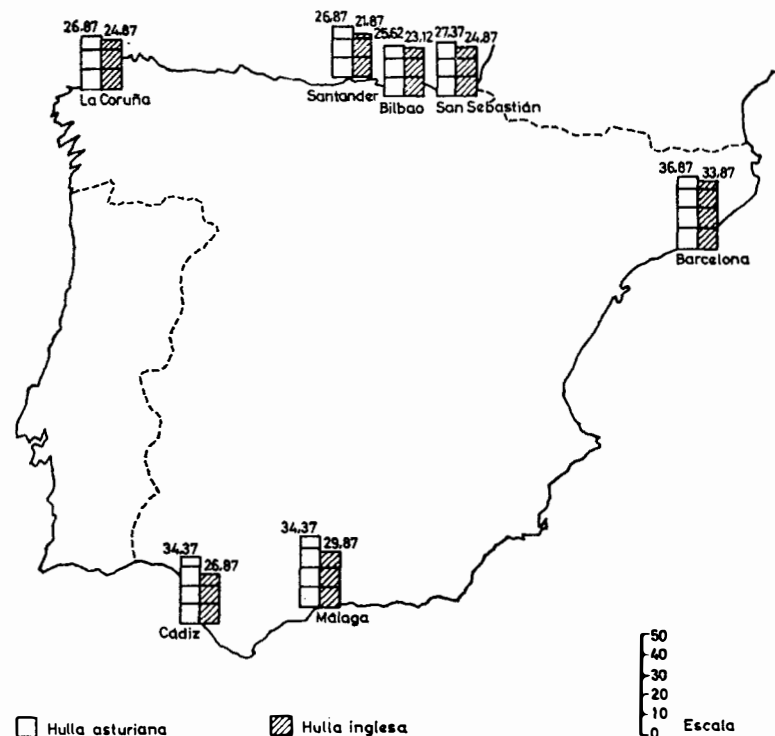 26.87 24.87
La Coruña
26.87 21.87
Santander
25.62 23.12
Bilbao
27.37 24.87
San Sebastián
36.87 33.87
Barcelona
34.37 26.87
Cádiz
34.37 29.87
Málaga
50
40
30
20
10
0
Escala
Hulla asturiana
Hulla inglesa